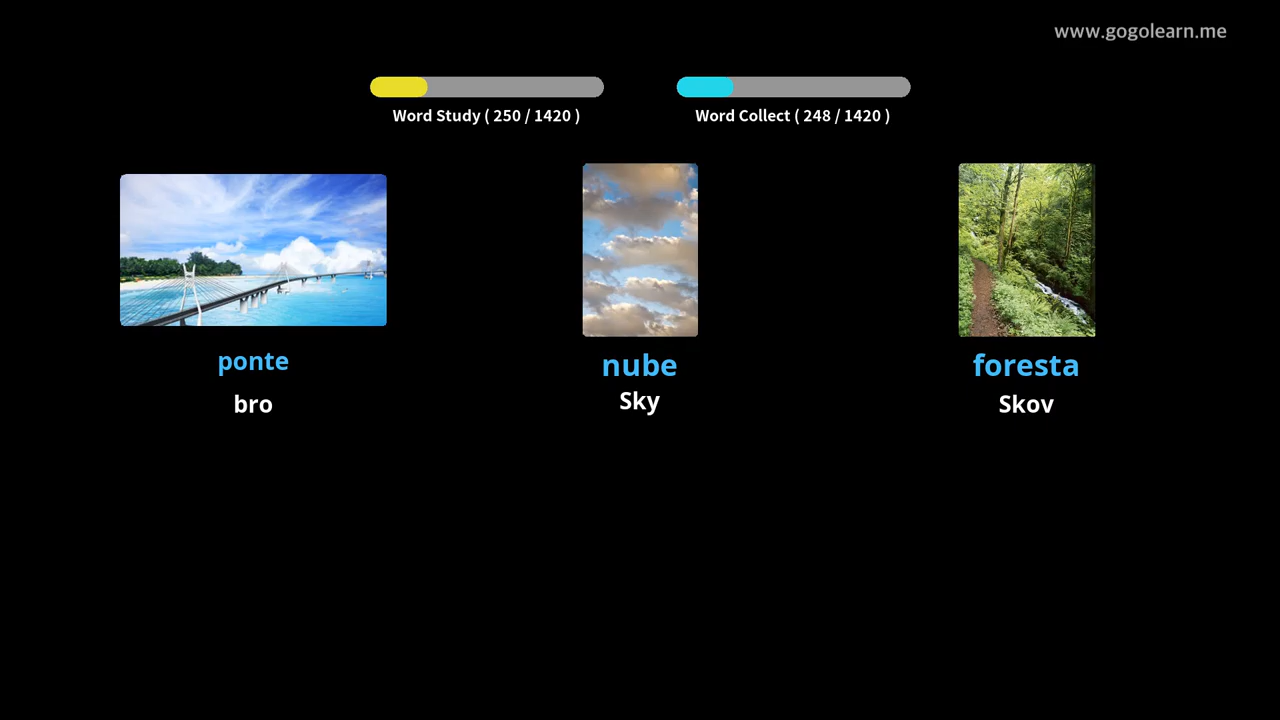 www.gogolearn.me
Word Study ( 250 / 1420 )
Word Collect ( 248 / 1420 )
ponte
bro
nube
Sky
foresta
Skov